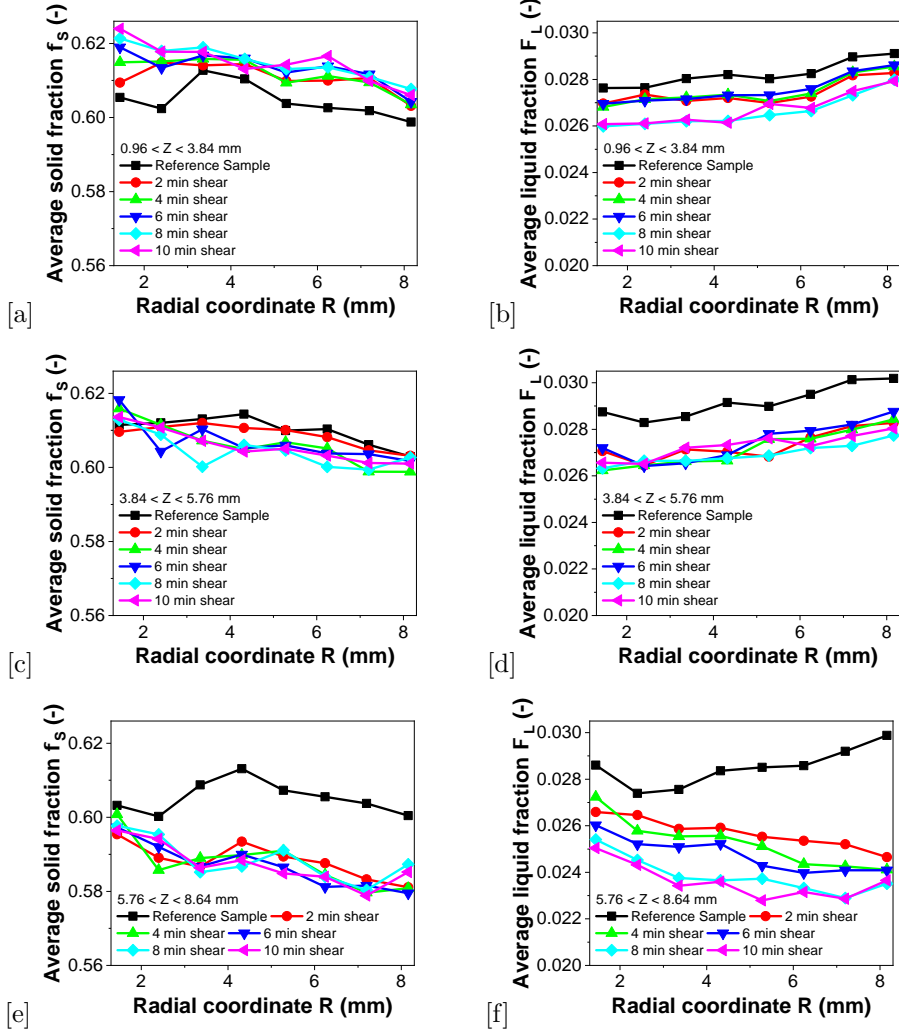 0.62
0.60
0.58
0.56
2 4 6 8
Average solid fraction f_S (-)
Radial coordinate R (mm)
0.96 < Z < 3.84 mm
Reference Sample
2 min shear
4 min shear
6 min shear
8 min shear
10 min shear
[a]
0.030
0.028
0.026
0.024
0.022
0.020
2 4 6 8
Average liquid fraction F_L (-)
Radial coordinate R (mm)
0.96 < Z < 3.84 mm
Reference Sample
2 min shear
4 min shear
6 min shear
8 min shear
10 min shear
[b]
0.62
0.60
0.58
0.56
2 4 6 8
Average solid fraction f_S (-)
Radial coordinate R (mm)
3.84 < Z < 5.76 mm
Reference Sample
2 min shear
4 min shear
6 min shear
8 min shear
10 min shear
[c]
0.030
0.028
0.026
0.024
0.022
0.020
2 4 6 8
Average liquid fraction F_L (-)
Radial coordinate R (mm)
3.84 < Z < 5.76 mm
Reference Sample
2 min shear
4 min shear
6 min shear
8 min shear
10 min shear
[d]
0.62
0.60
0.58
0.56
2 4 6 8
Average solid fraction f_S (-)
Radial coordinate R (mm)
5.76 < Z < 8.64 mm
Reference Sample 2 min shear
4 min shear 6 min shear
8 min shear 10 min shear
[e]
0.030
0.028
0.026
0.024
0.022
0.020
2 4 6 8
Average liquid fraction F_L (-)
Radial coordinate R (mm)
5.76 < Z < 8.64 mm
Reference Sample 2 min shear
4 min shear 6 min shear
8 min shear 10 min shear
[f]